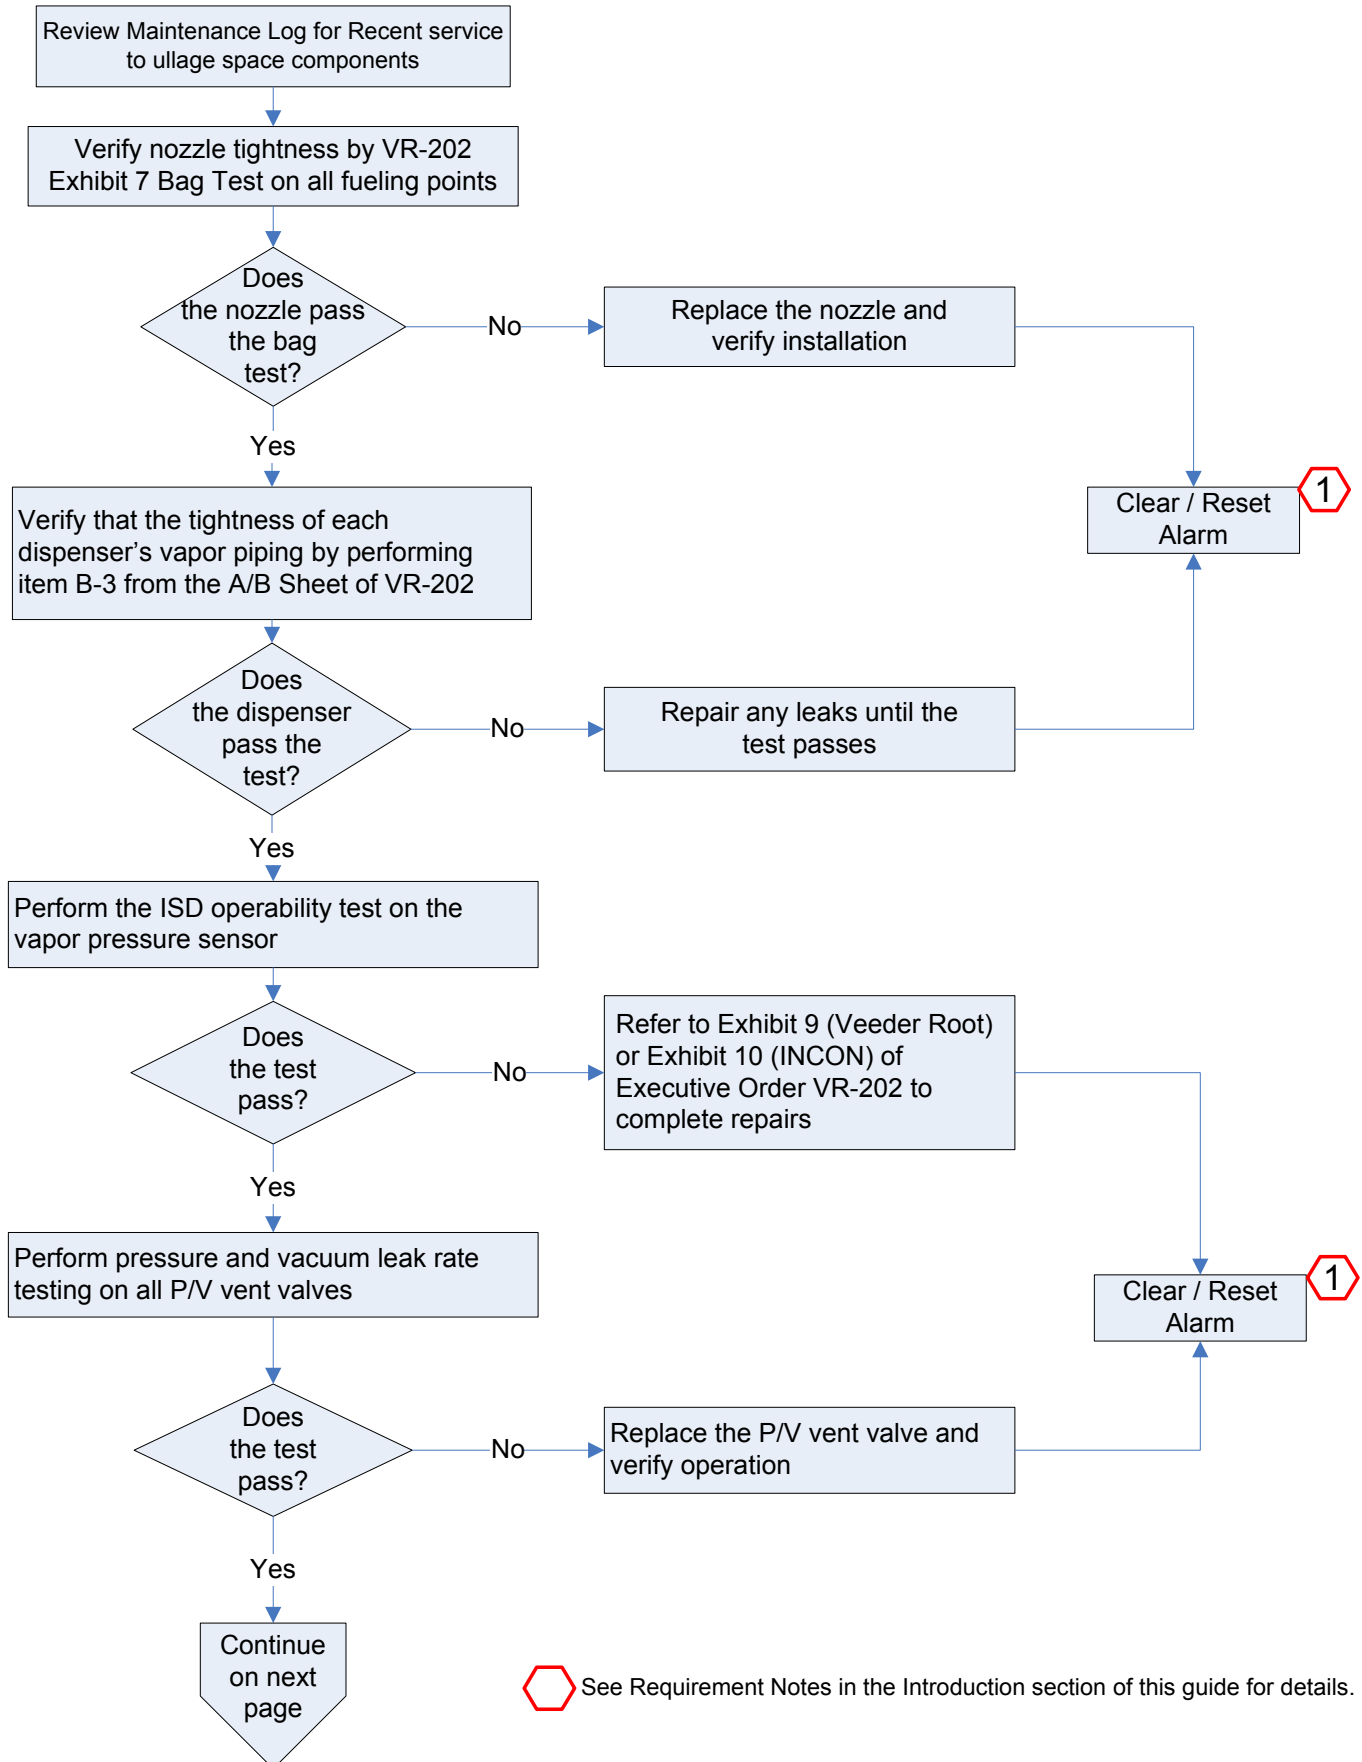 Review Maintenance Log for Recent service
to ullage space components
Verify nozzle tightness by VR-202
Exhibit 7 Bag Test on all fueling points
Does
the nozzle pass
the bag
test?
No
Replace the nozzle and
verify installation
Yes
Clear / Reset
Alarm
1
Verify that the tightness of each
dispenser’s vapor piping by performing
item B-3 from the A/B Sheet of VR-202
Does
the dispenser
pass the
test?
No
Repair any leaks until the
test passes
Yes
Perform the ISD operability test on the
vapor pressure sensor
Does
the test
pass?
No
Refer to Exhibit 9 (Veeder Root)
or Exhibit 10 (INCON) of
Executive Order VR-202 to
complete repairs
Yes
Perform pressure and vacuum leak rate
testing on all P/V vent valves
Clear / Reset
Alarm
1
Does
the test
pass?
No
Replace the P/V vent valve and
verify operation
Yes
Continue
on next
page
See Requirement Notes in the Introduction section of this guide for details.